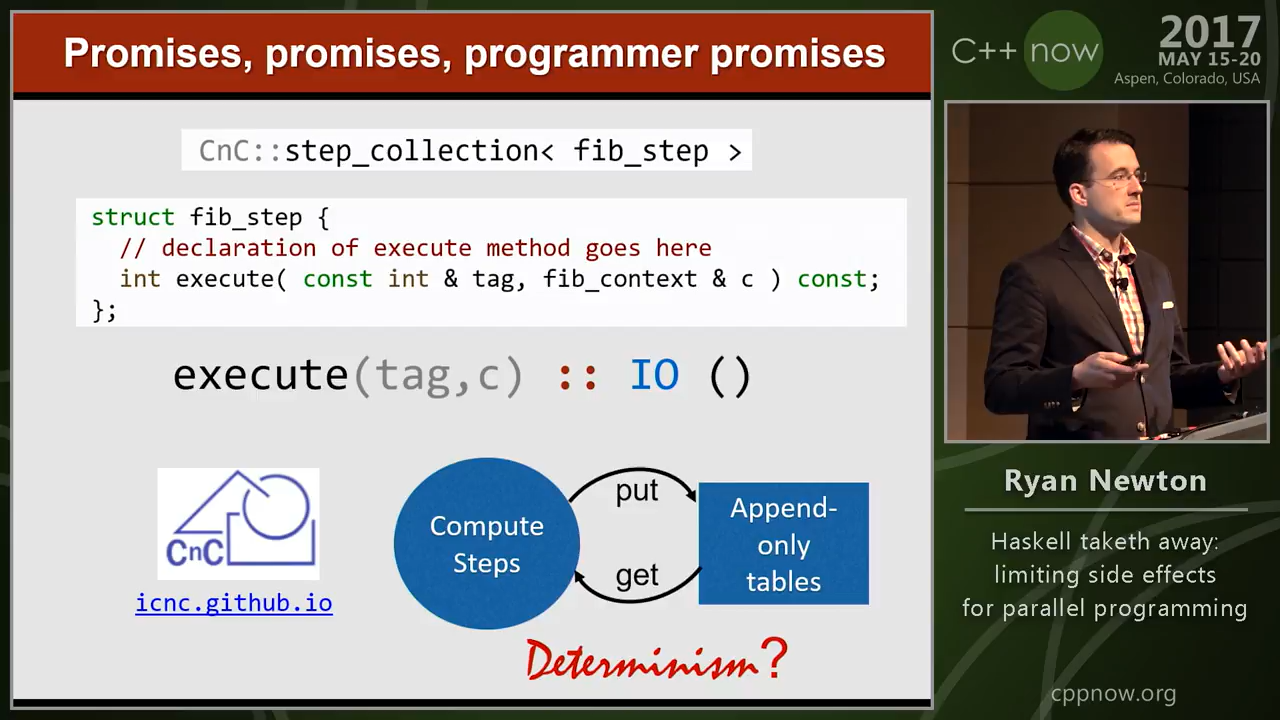 Promises, promises, programmer promises
CnC::step_collection< fib_step >
struct fib_step {
// declaration of execute method goes here
int execute( const int & tag, fib_context & c ) const;
};
execute(tag,c) :: IO ()
CnC
icnc.github.io
Compute
Steps
put
get
Append-
only
tables
Determinism?
C++ now
2017
MAY 15-20
Aspen, Colorado, USA
Ryan Newton
Haskell taketh away:
limiting side effects
for parallel programming
cppnow.org